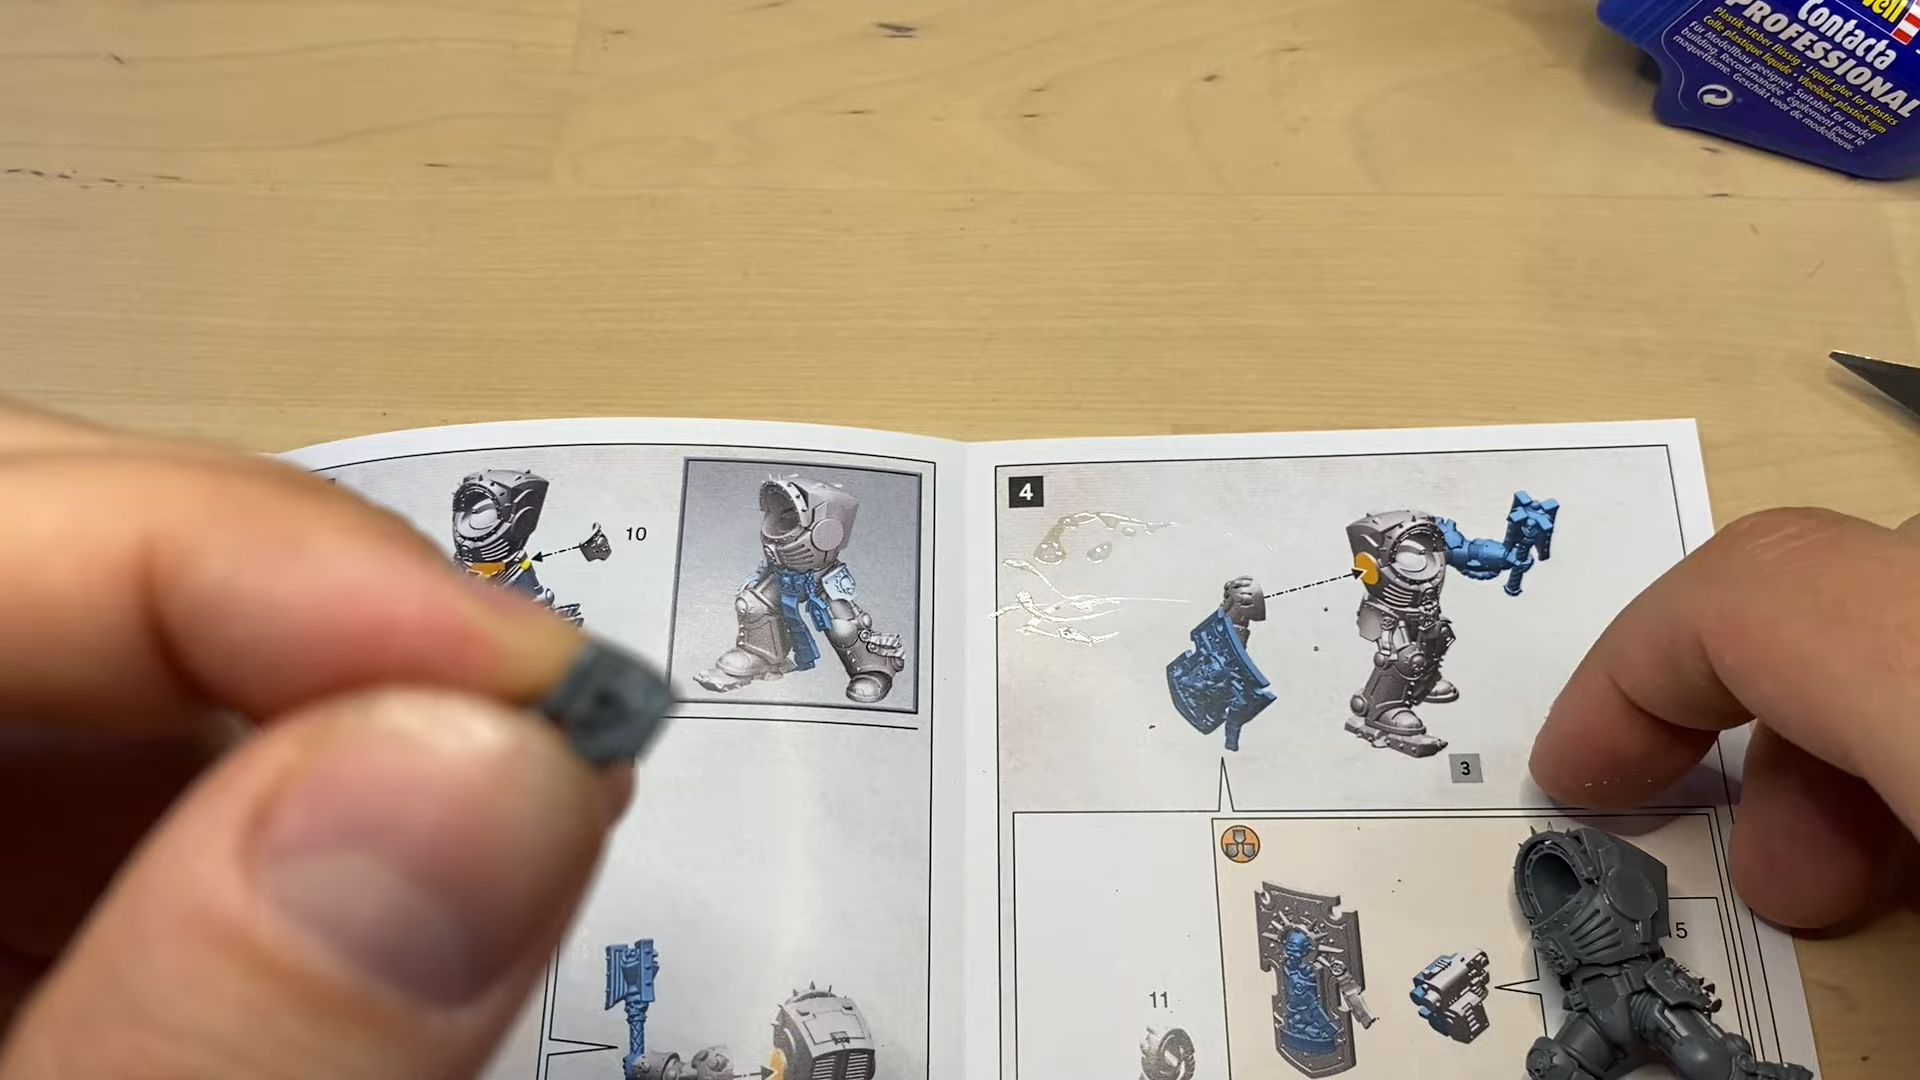 Contacta
PROFESSIONAL
Plastik-Kleber flüssig • Liquid glue for plastics
Colle plastique liquide • Vloeibare plastiek-lijm
Für Modellbau geeignet. Suitable for model
building. Recommandée également pour le
maquettisme. Geschikt voor de modelbouw.
4
10
3
15
11